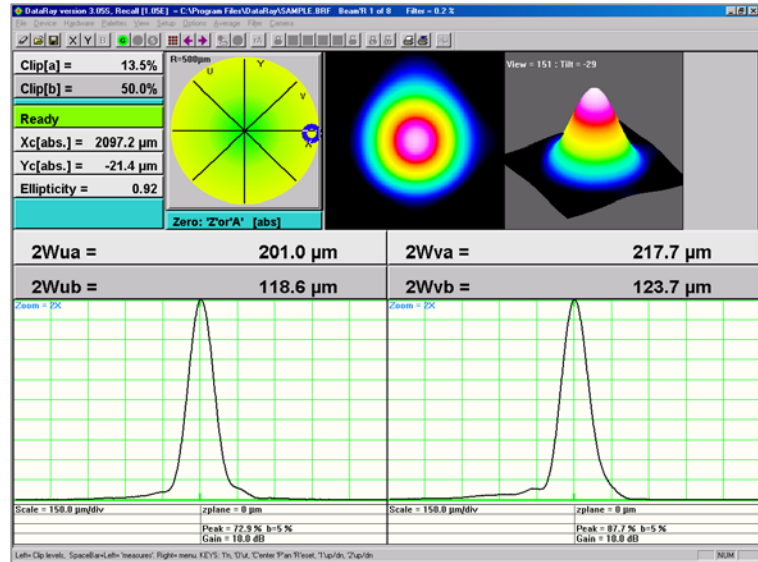 DataRay version 3.055, Recall [1.05E] = C:\Program Files\DataRay\SAMPLE.BRF Beam'R 1 of 8 Filter = 0.2 %
File Device Hardware Palettes View Setup Options Average Filter Camera
X Y
Clip[a] = 13.5%
Clip[b] = 50.0%
Ready
Xc[abs.] = 2097.2 µm
Yc[abs.] = -21.4 µm
Ellipticity = 0.92
R=500µm
U
Y
V
X
Zero: 'Z'or'A' [abs]
View = 151 : Tilt = -29
2Wua = 201.0 µm
2Wva = 217.7 µm
2Wub = 118.6 µm
2Wvb = 123.7 µm
Zoom = 2X
Zoom = 2X
Scale = 150.0 µm/div
zplane = 0 µm
Scale = 150.0 µm/div
zplane = 0 µm
Peak = 72.9 % b=5 %
Peak = 87.7 % b=5 %
Gain = 10.0 dB
Gain = 10.0 dB
Left= Clip levels, SpaceBar+Left= 'measures'. Right= menu. KEYS: 'I'n, 'O'ut, 'C'enter 'P'an 'R'eset, '1'up/dn, '2'up/dn
NUM